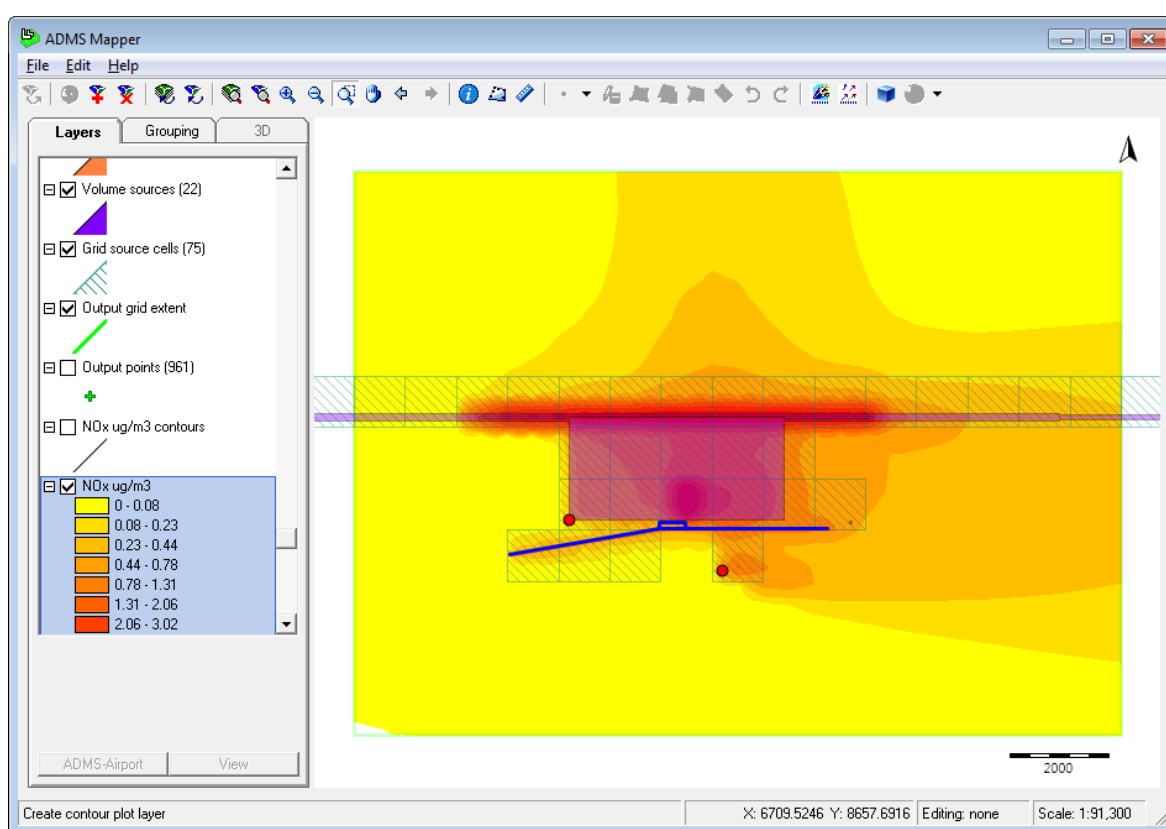 ADMS Mapper
File Edit Help
Layers Grouping 3D
Volume sources (22)
Grid source cells (75)
Output grid extent
Output points (961)
NOx ug/m3 contours
NOx ug/m3
0 - 0.08
0.08 - 0.23
0.23 - 0.44
0.44 - 0.78
0.78 - 1.31
1.31 - 2.06
2.06 - 3.02
ADMS-Airport View
2000
Create contour plot layer X: 6709.5246 Y: 8657.6916 Editing: none Scale: 1:91,300